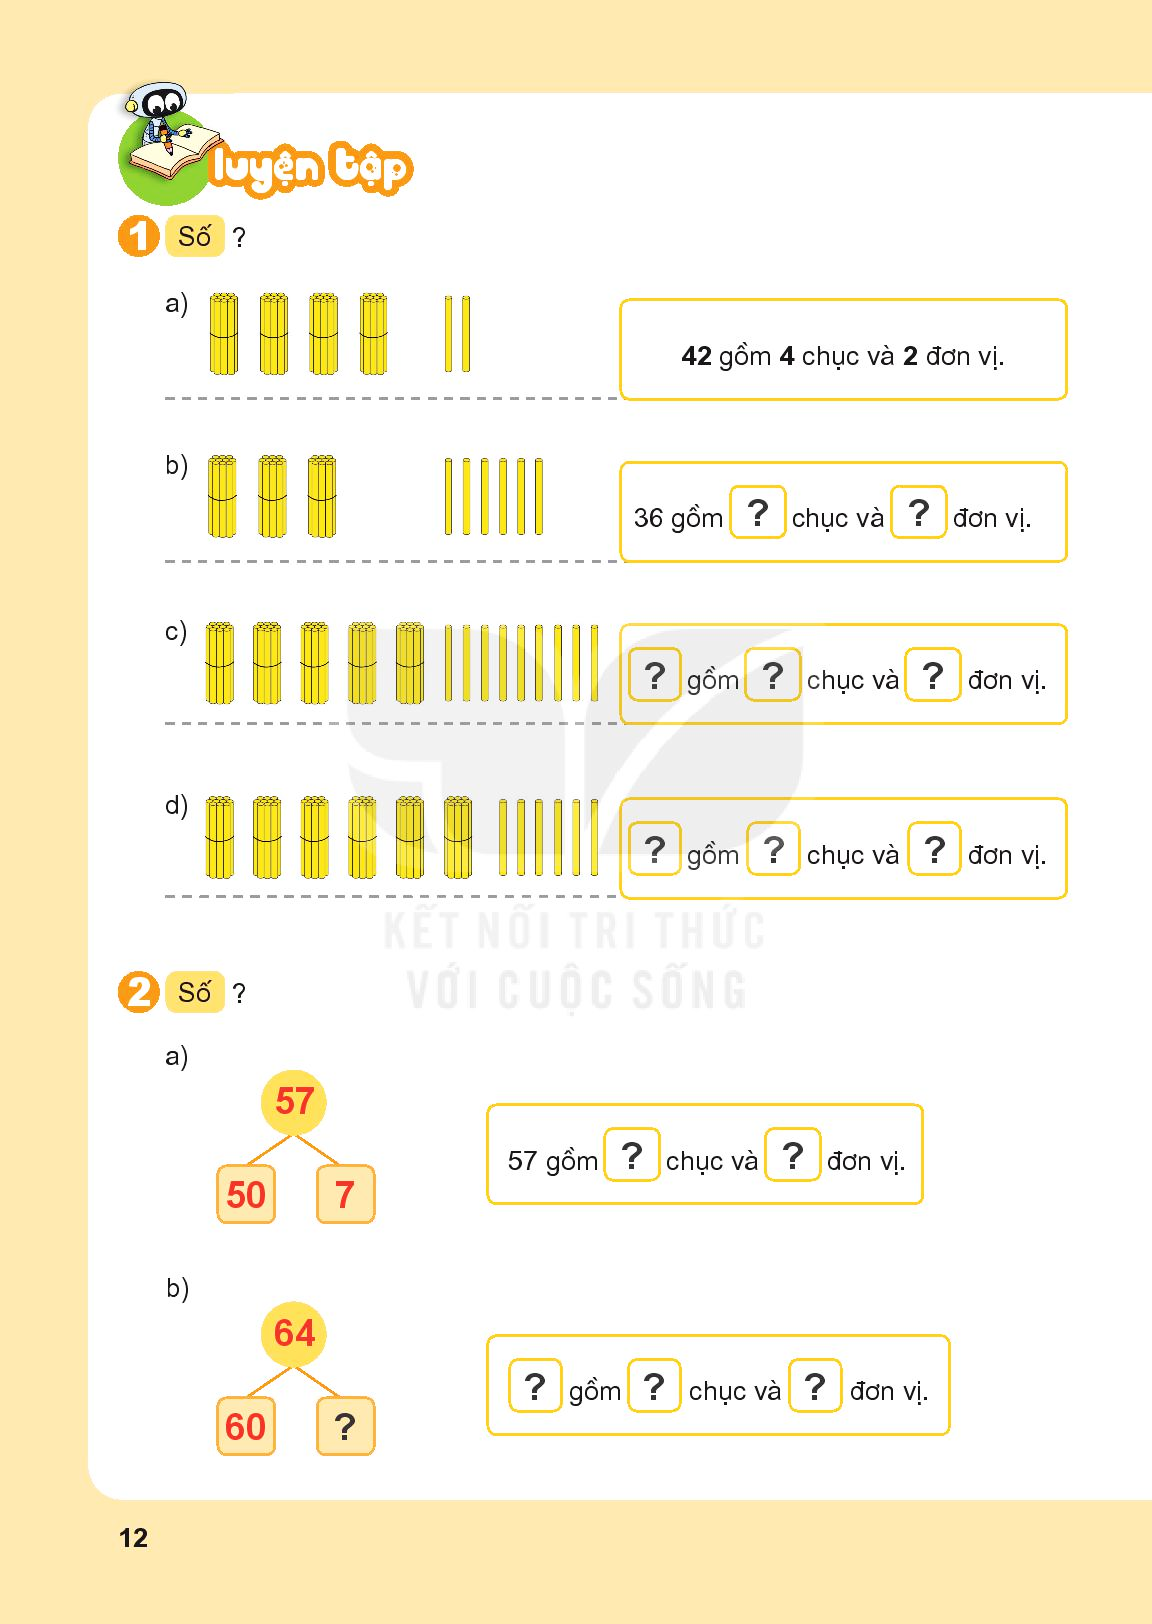 luyện tập
1 Số ?
a)
42 gồm 4 chục và 2 đơn vị.
b)
36 gồm ? chục và ? đơn vị.
c)
? gồm ? chục và ? đơn vị.
d)
? gồm ? chục và ? đơn vị.
KẾT NỐI TRI THỨC
VỚI CUỘC SỐNG
2 Số ?
a)
57
50 7
57 gồm ? chục và ? đơn vị.
b)
64
60 ?
? gồm ? chục và ? đơn vị.
12